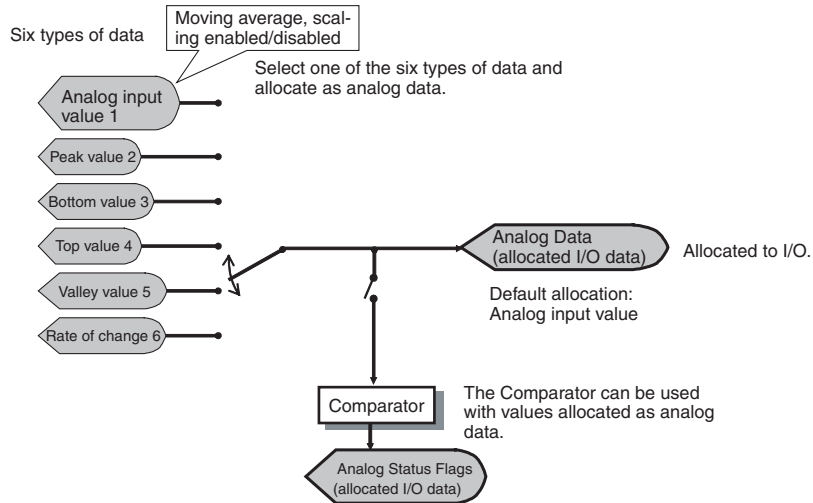 Six types of data
Moving average, scal-
ing enabled/disabled
Select one of the six types of data and
allocate as analog data.
Analog input
value 1
Peak value 2
Bottom value 3
Top value 4
Valley value 5
Rate of change 6
Analog Data
(allocated I/O data)
Allocated to I/O.
Default allocation:
Analog input value
Comparator
The Comparator can be used
with values allocated as analog
data.
Analog Status Flags
(allocated I/O data)